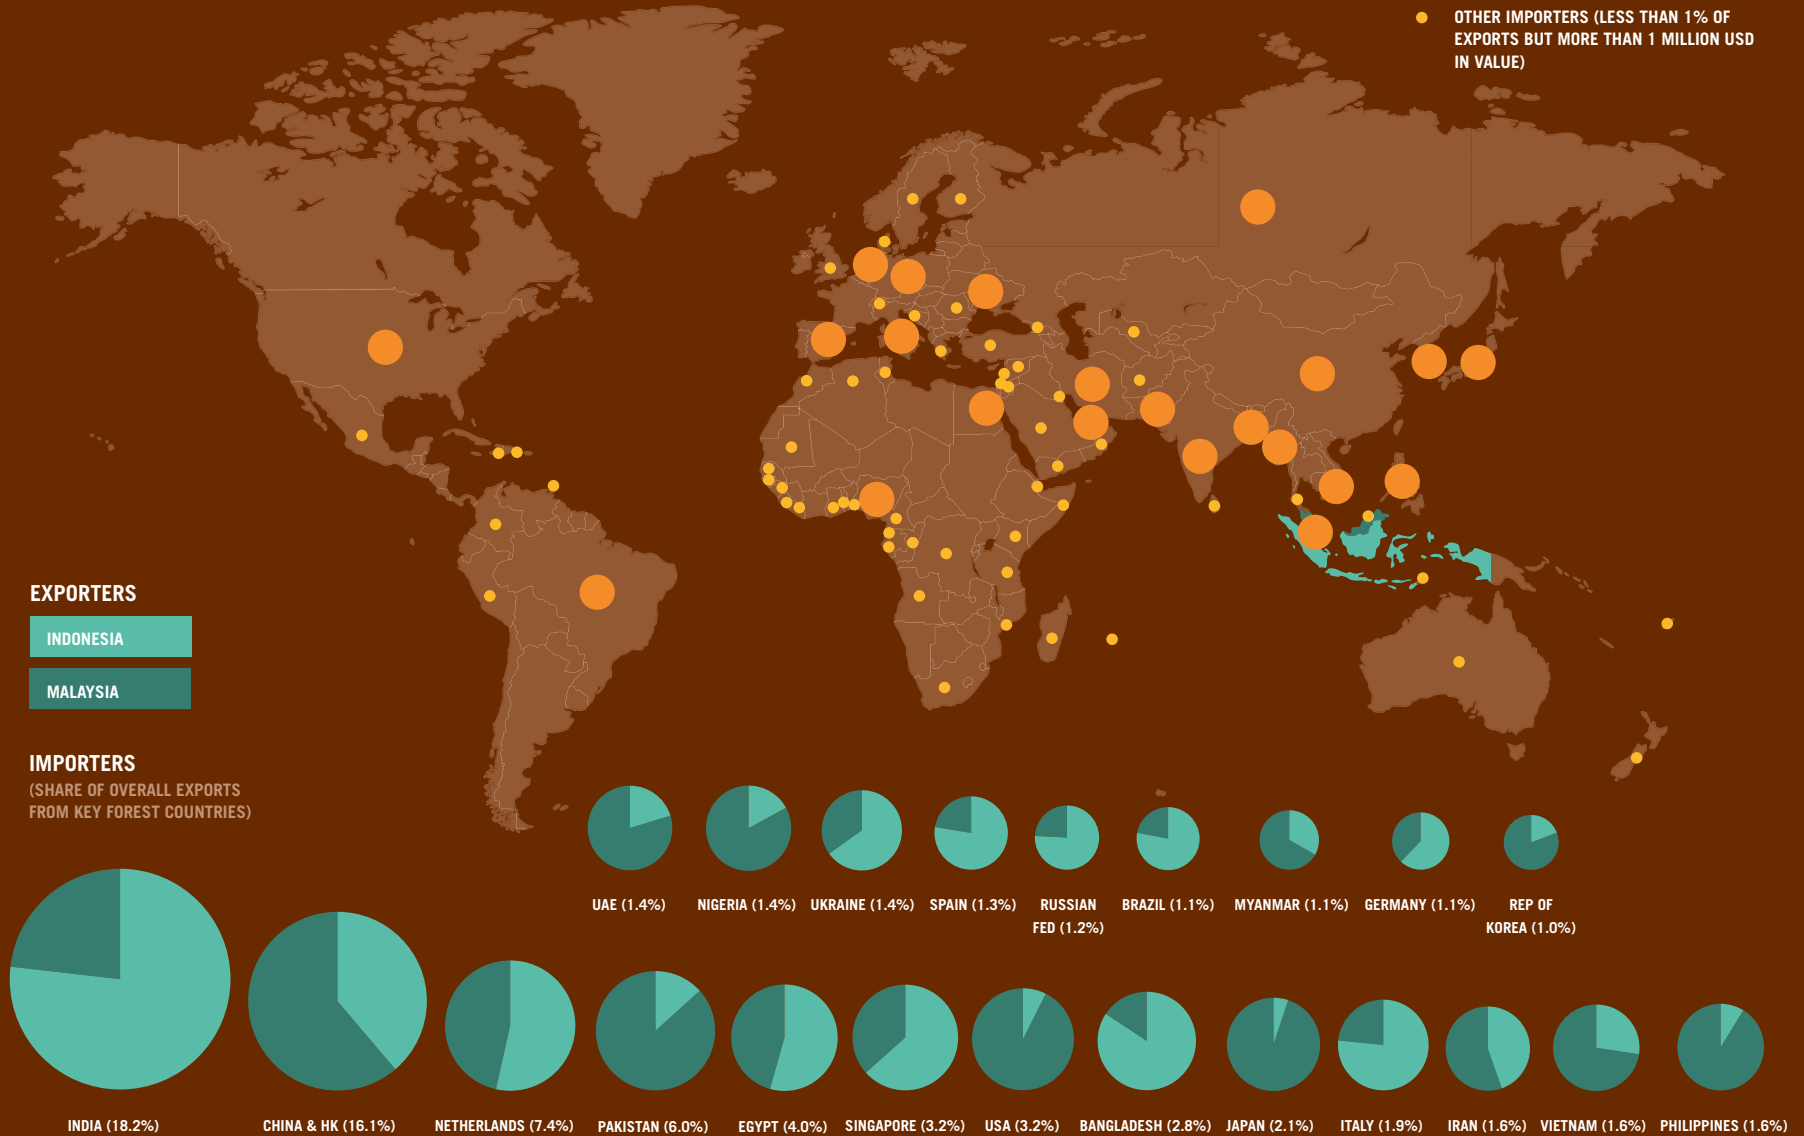 OTHER IMPORTERS (LESS THAN 1% OF
EXPORTS BUT MORE THAN 1 MILLION USD
IN VALUE)
EXPORTERS
INDONESIA
MALAYSIA
IMPORTERS
(SHARE OF OVERALL EXPORTS
FROM KEY FOREST COUNTRIES)
UAE (1.4%)
NIGERIA (1.4%)
UKRAINE (1.4%)
SPAIN (1.3%)
RUSSIAN
FED (1.2%)
BRAZIL (1.1%)
MYANMAR (1.1%)
GERMANY (1.1%)
REP OF
KOREA (1.0%)
INDIA (18.2%)
CHINA & HK (16.1%)
NETHERLANDS (7.4%)
PAKISTAN (6.0%)
EGYPT (4.0%)
SINGAPORE (3.2%)
USA (3.2%)
BANGLADESH (2.8%)
JAPAN (2.1%)
ITALY (1.9%)
IRAN (1.6%)
VIETNAM (1.6%)
PHILIPPINES (1.6%)